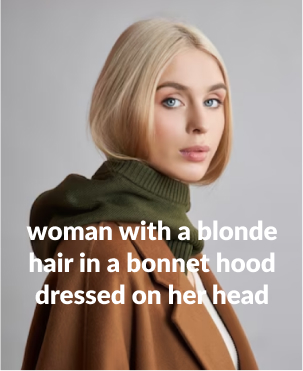 woman with a blonde
hair in a bonnet hood
dressed on her head